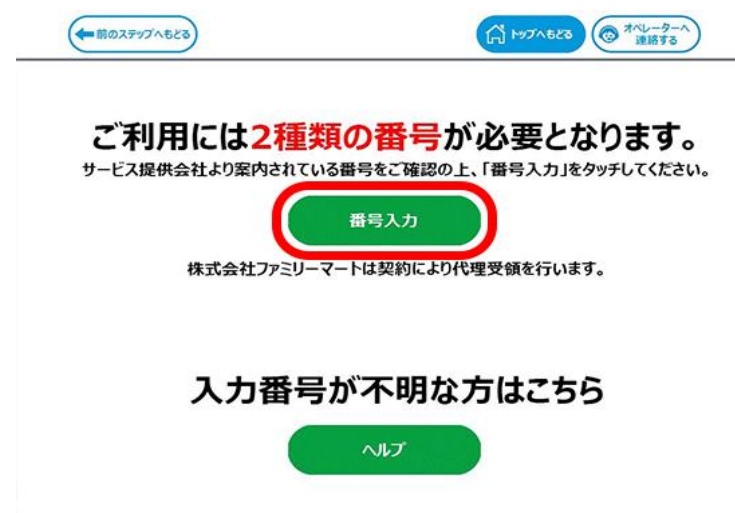 前のステップへもどる
トップへもどる
オペレーターへ
連絡する
ご利用には2種類の番号が必要となります。
サービス提供会社より案内されている番号をご確認の上、「番号入力」をタッチしてください。
番号入力
株式会社ファミリーマートは契約により代理受領を行います。
入力番号が不明な方はこちら
ヘルプ